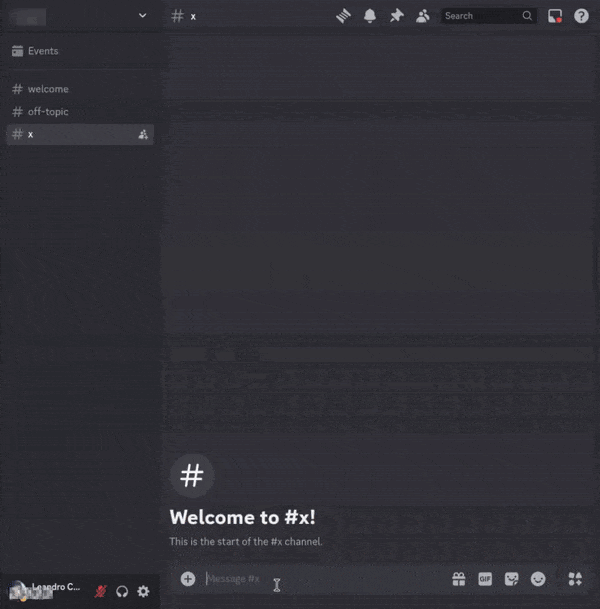 # x
Search
Events
# welcome
# off-topic
# x
#
Welcome to #x!
This is the start of the #x channel.
Leandro C...
Message #x
GIF